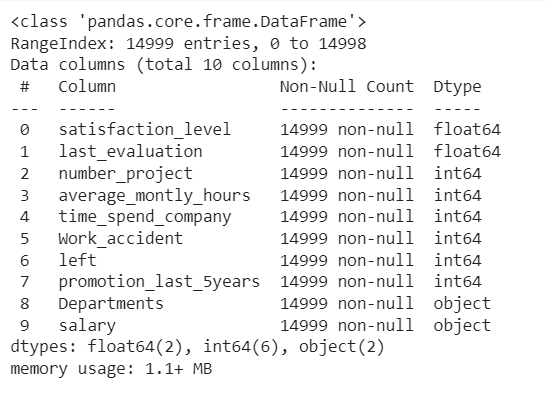 <class 'pandas.core.frame.DataFrame'>
RangeIndex: 14999 entries, 0 to 14998
Data columns (total 10 columns):
 #   Column                 Non-Null Count  Dtype
---  ------                 --------------  -----
 0   satisfaction_level     14999 non-null  float64
 1   last_evaluation        14999 non-null  float64
 2   number_project         14999 non-null  int64
 3   average_montly_hours   14999 non-null  int64
 4   time_spend_company     14999 non-null  int64
 5   Work_accident          14999 non-null  int64
 6   left                   14999 non-null  int64
 7   promotion_last_5years  14999 non-null  int64
 8   Departments            14999 non-null  object
 9   salary                 14999 non-null  object
dtypes: float64(2), int64(6), object(2)
memory usage: 1.1+ MB